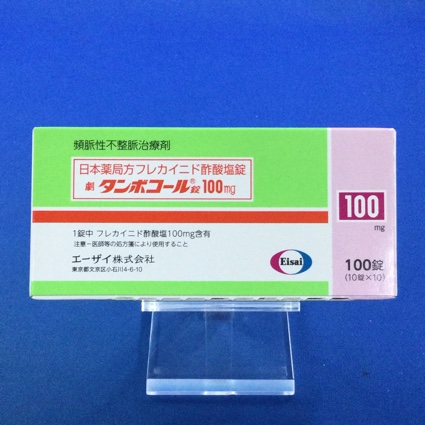 頻脈性不整脈治療剤
日本薬局方フレカイニド酢酸塩錠
劇 タンボコール®錠100mg
1錠中 フレカイニド酢酸塩100mg含有
注意－医師等の処方箋により使用すること
エーザイ株式会社
東京都文京区小石川4-6-10
Eisai
100
mg
100錠
(10錠×10)